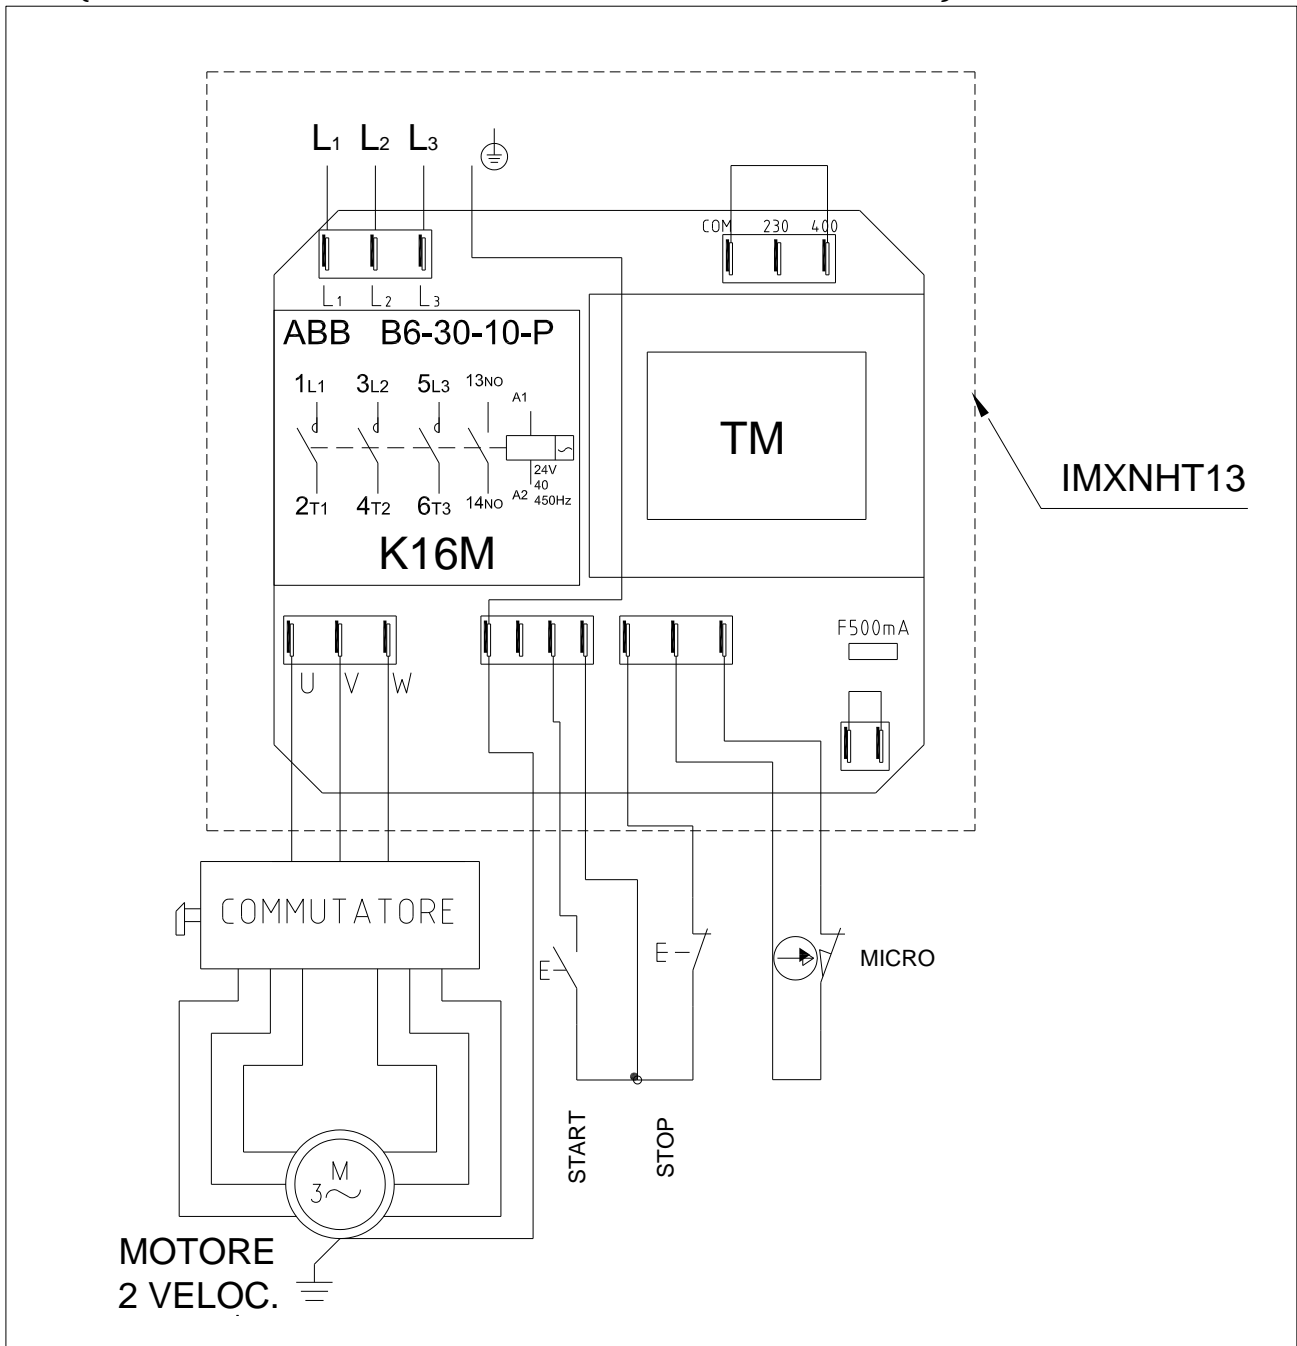 L1 L2 L3
COM 230 400
L1 L2 L3
ABB B6-30-10-P
1L1 3L2 5L3 13NO
A1
24V
40
450Hz
A2
2T1 4T2 6T3 14NO
K16M
TM
IMXNHT13
F500mA
U V W
COMMUTATORE
E
E
MICRO
START
STOP
M
3~
MOTORE
2 VELOC.